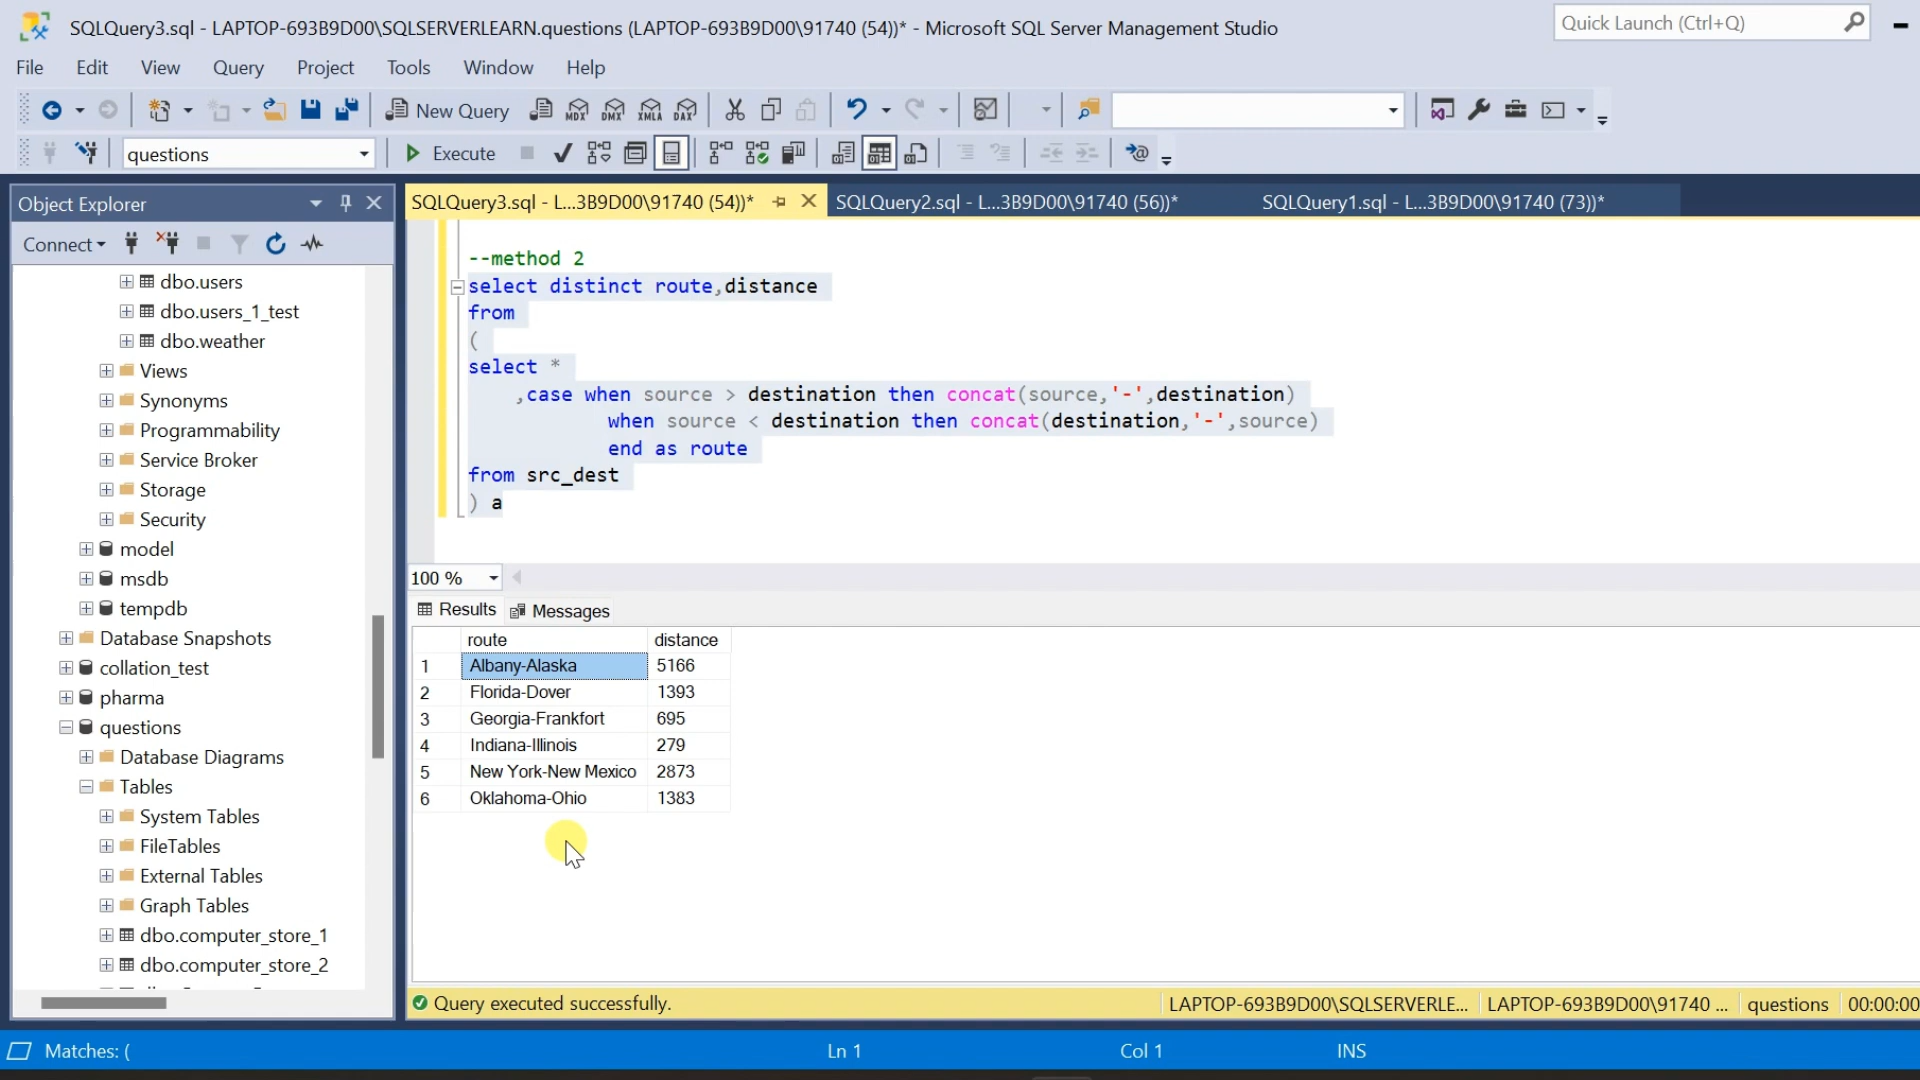 SQLQuery3.sql - LAPTOP-693B9D00\SQLSERVERLEARN.questions (LAPTOP-693B9D00\91740 (54))* - Microsoft SQL Server Management Studio
Quick Launch (Ctrl+Q)
File Edit View Query Project Tools Window Help
New Query MDX DMX XMLA DAX
questions Execute
Object Explorer
Connect
dbo.users
dbo.users_1_test
dbo.weather
Views
Synonyms
Programmability
Service Broker
Storage
Security
model
msdb
tempdb
Database Snapshots
collation_test
pharma
questions
Database Diagrams
Tables
System Tables
FileTables
External Tables
Graph Tables
dbo.computer_store_1
dbo.computer_store_2
SQLQuery3.sql - L...3B9D00\91740 (54))* SQLQuery2.sql - L...3B9D00\91740 (56))* SQLQuery1.sql - L...3B9D00\91740 (73))*
--method 2
select distinct route,distance
from
(
select *
,case when source > destination then concat(source,'-',destination)
when source < destination then concat(destination,'-',source)
end as route
from src_dest
) a
100 %
Results Messages
route distance
1 Albany-Alaska 5166
2 Florida-Dover 1393
3 Georgia-Frankfort 695
4 Indiana-Illinois 279
5 New York-New Mexico 2873
6 Oklahoma-Ohio 1383
Query executed successfully. LAPTOP-693B9D00\SQLSERVERLE... LAPTOP-693B9D00\91740 ... questions 00:00:00
Matches: ( Ln 1 Col 1 INS